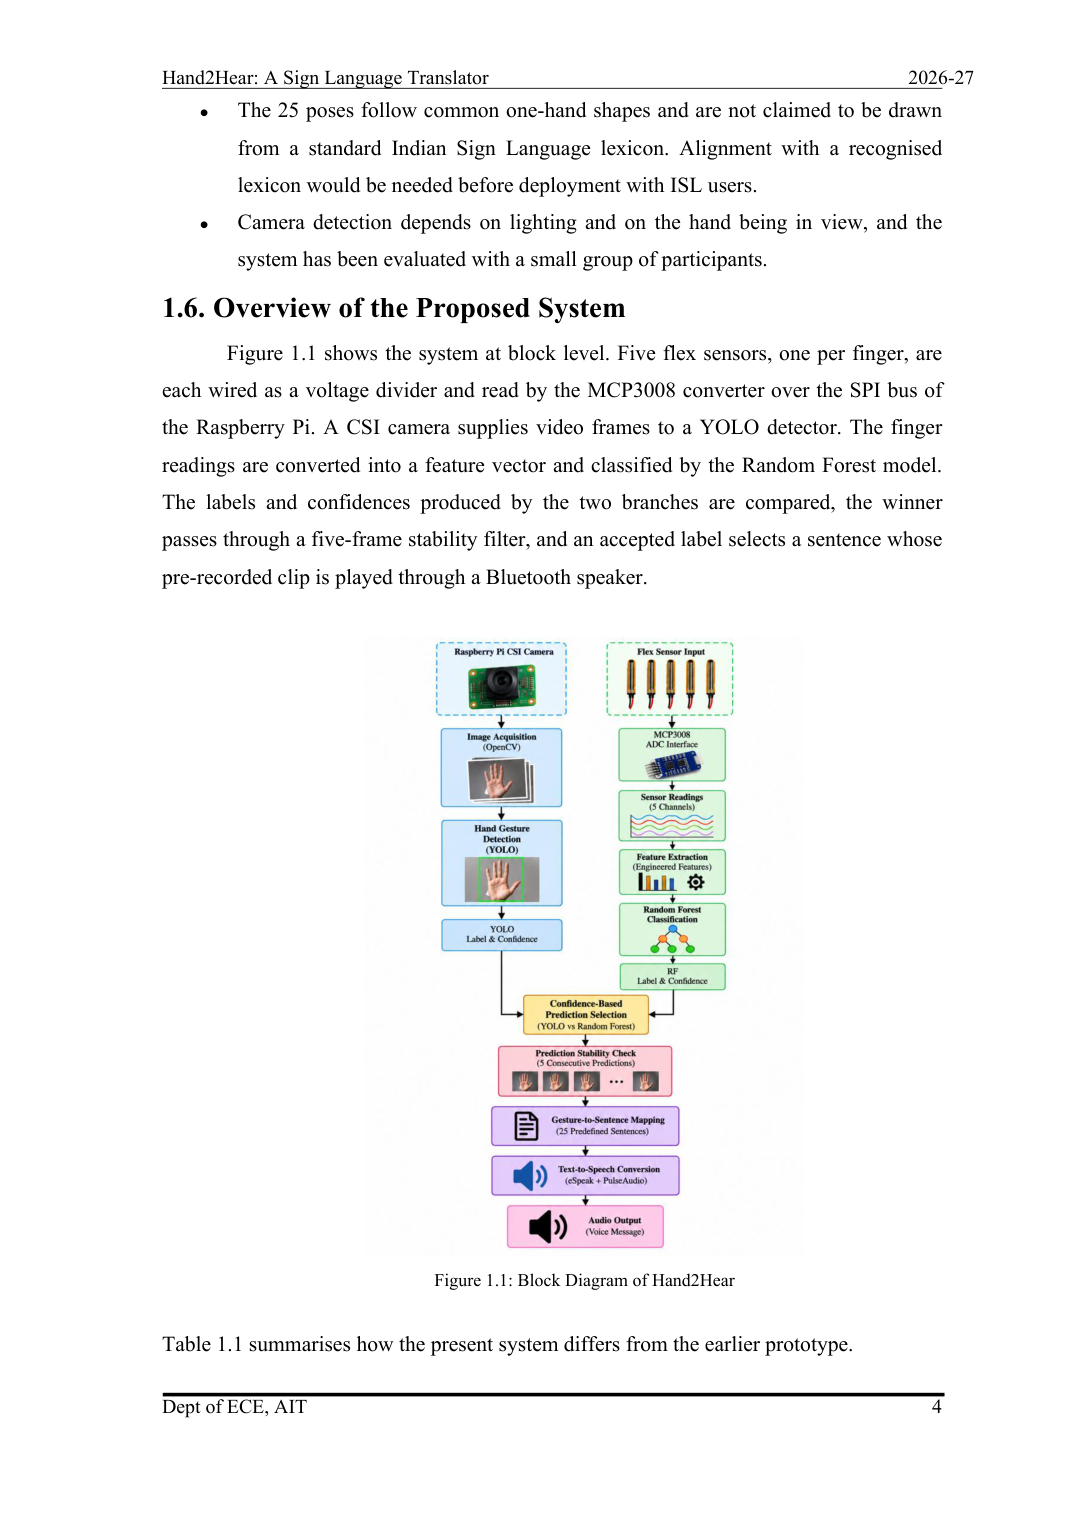 Hand2Hear: A Sign Language Translator 2026-27
• The 25 poses follow common one-hand shapes and are not claimed to be drawn
from a standard Indian Sign Language lexicon. Alignment with a recognised
lexicon would be needed before deployment with ISL users.
• Camera detection depends on lighting and on the hand being in view, and the
system has been evaluated with a small group of participants.
1.6. Overview of the Proposed System
Figure 1.1 shows the system at block level. Five flex sensors, one per finger, are
each wired as a voltage divider and read by the MCP3008 converter over the SPI bus of
the Raspberry Pi. A CSI camera supplies video frames to a YOLO detector. The finger
readings are converted into a feature vector and classified by the Random Forest model.
The labels and confidences produced by the two branches are compared, the winner
passes through a five-frame stability filter, and an accepted label selects a sentence whose
pre-recorded clip is played through a Bluetooth speaker.
Raspberry Pi CSI Camera
Image Acquisition
(OpenCV)
Hand Gesture
Detection
(YOLO)
YOLO
Label & Confidence
Flex Sensor Input
MCP3008
ADC Interface
Sensor Readings
(5 Channels)
Feature Extraction
(Engineered Features)
Random Forest
Classification
RF
Label & Confidence
Confidence-Based
Prediction Selection
(YOLO vs Random Forest)
Prediction Stability Check
(5 Consecutive Predictions)
Gesture-to-Sentence Mapping
(25 Predefined Sentences)
Text-to-Speech Conversion
(eSpeak + PulseAudio)
Audio Output
(Voice Message)
Figure 1.1: Block Diagram of Hand2Hear
Table 1.1 summarises how the present system differs from the earlier prototype.
Dept of ECE, AIT 4